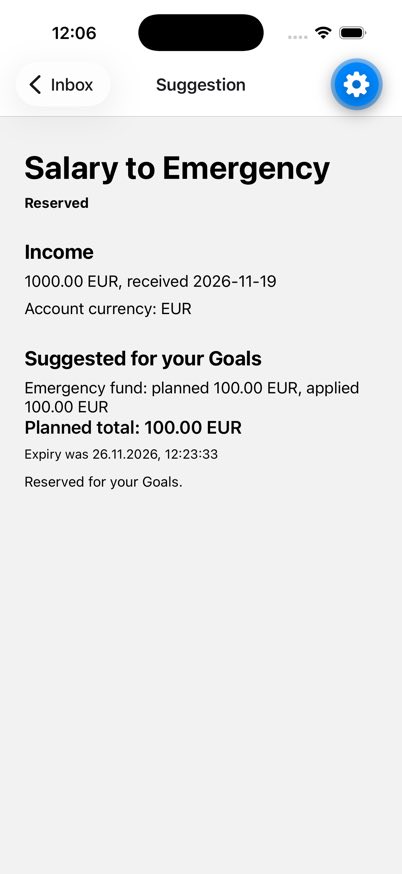 12:06
Inbox
Suggestion
Salary to Emergency
Reserved
Income
1000.00 EUR, received 2026-11-19
Account currency: EUR
Suggested for your Goals
Emergency fund: planned 100.00 EUR, applied
100.00 EUR
Planned total: 100.00 EUR
Expiry was 26.11.2026, 12:23:33
Reserved for your Goals.